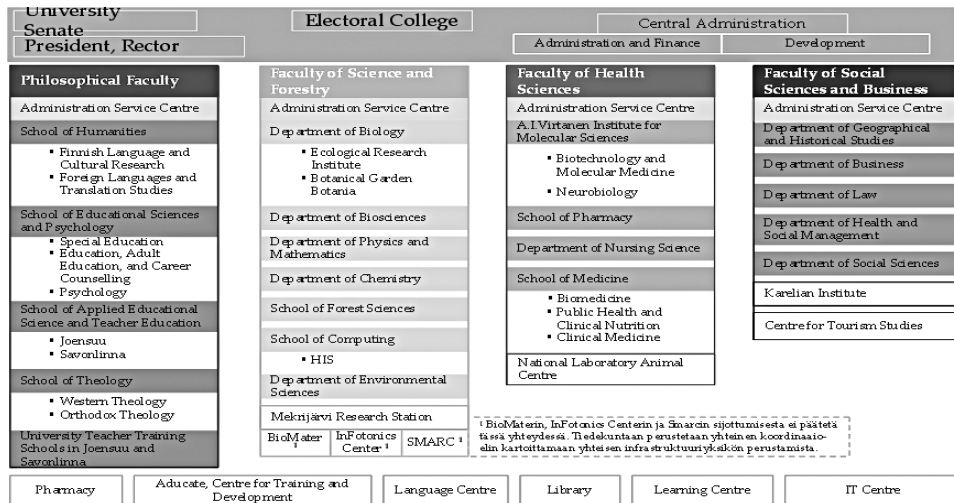 University
Senate
President, Rector
Electoral College
Central Administration
Administration and Finance
Development
Philosophical Faculty
Administration Service Centre
School of Humanities
▪ Finnish Language and
Cultural Research
▪ Foreign Languages and
Translation Studies
School of Educational Sciences
and Psychology
▪ Special Education
▪ Education, Adult
Education, and Career
Counselling
▪ Psychology
School of Applied Educational
Science and Teacher Education
▪ Joensuu
▪ Savonlinna
School of Theology
▪ Western Theology
▪ Orthodox Theology
University Teacher Training
Schools in Joensuu and
Savonlinna
Faculty of Science and
Forestry
Administration Service Centre
Department of Biology
▪ Ecological Research
Institute
▪ Botanical Garden
Botania
Department of Biosciences
Department of Physics and
Mathematics
Department of Chemistry
School of Forest Sciences
School of Computing
▪ HIS
Department of Environmental
Sciences
Mekrijärvi Research Station
BioMater
1
InFotonics
Center 1
SMARC 1
Faculty of Health
Sciences
Administration Service Centre
A.I.Virtanen Institute for
Molecular Sciences
▪ Biotechnology and
Molecular Medicine
▪ Neurobiology
School of Pharmacy
Department of Nursing Science
School of Medicine
▪ Biomedicine
▪ Public Health and
Clinical Nutrition
▪ Clinical Medicine
National Laboratory Animal
Centre
Faculty of Social
Sciences and Business
Administration Service Centre
Department of Geographical
and Historical Studies
Department of Business
Department of Law
Department of Health and
Social Management
Department of Social Sciences
Karelian Institute
Centre for Tourism Studies
1 BioMaterin, InFotonics Centerin ja Smarcin sijottumisesta ei päätetä
tässä yhteydessä. Tiedekuntaan perustetaan yhteinen koordinaaio-
elin kartoittamaan yhteisen infrastruktuuriyksikön perustamista.
Pharmacy
Aducate, Centre for Training and
Development
Language Centre
Library
Learning Centre
IT Centre